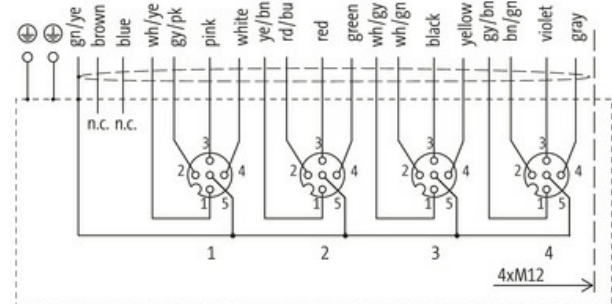 gn/ye brown blue wh/ye gy/pk pink white ye/bn rd/bu red green wh/gy wh/gn black yellow gy/bn bn/gn violet gray
n.c. n.c.
3 3 3 3
2 4 2 4 2 4 2 4
1 5 1 5 1 5 1 5
1 2 3 4
4xM12